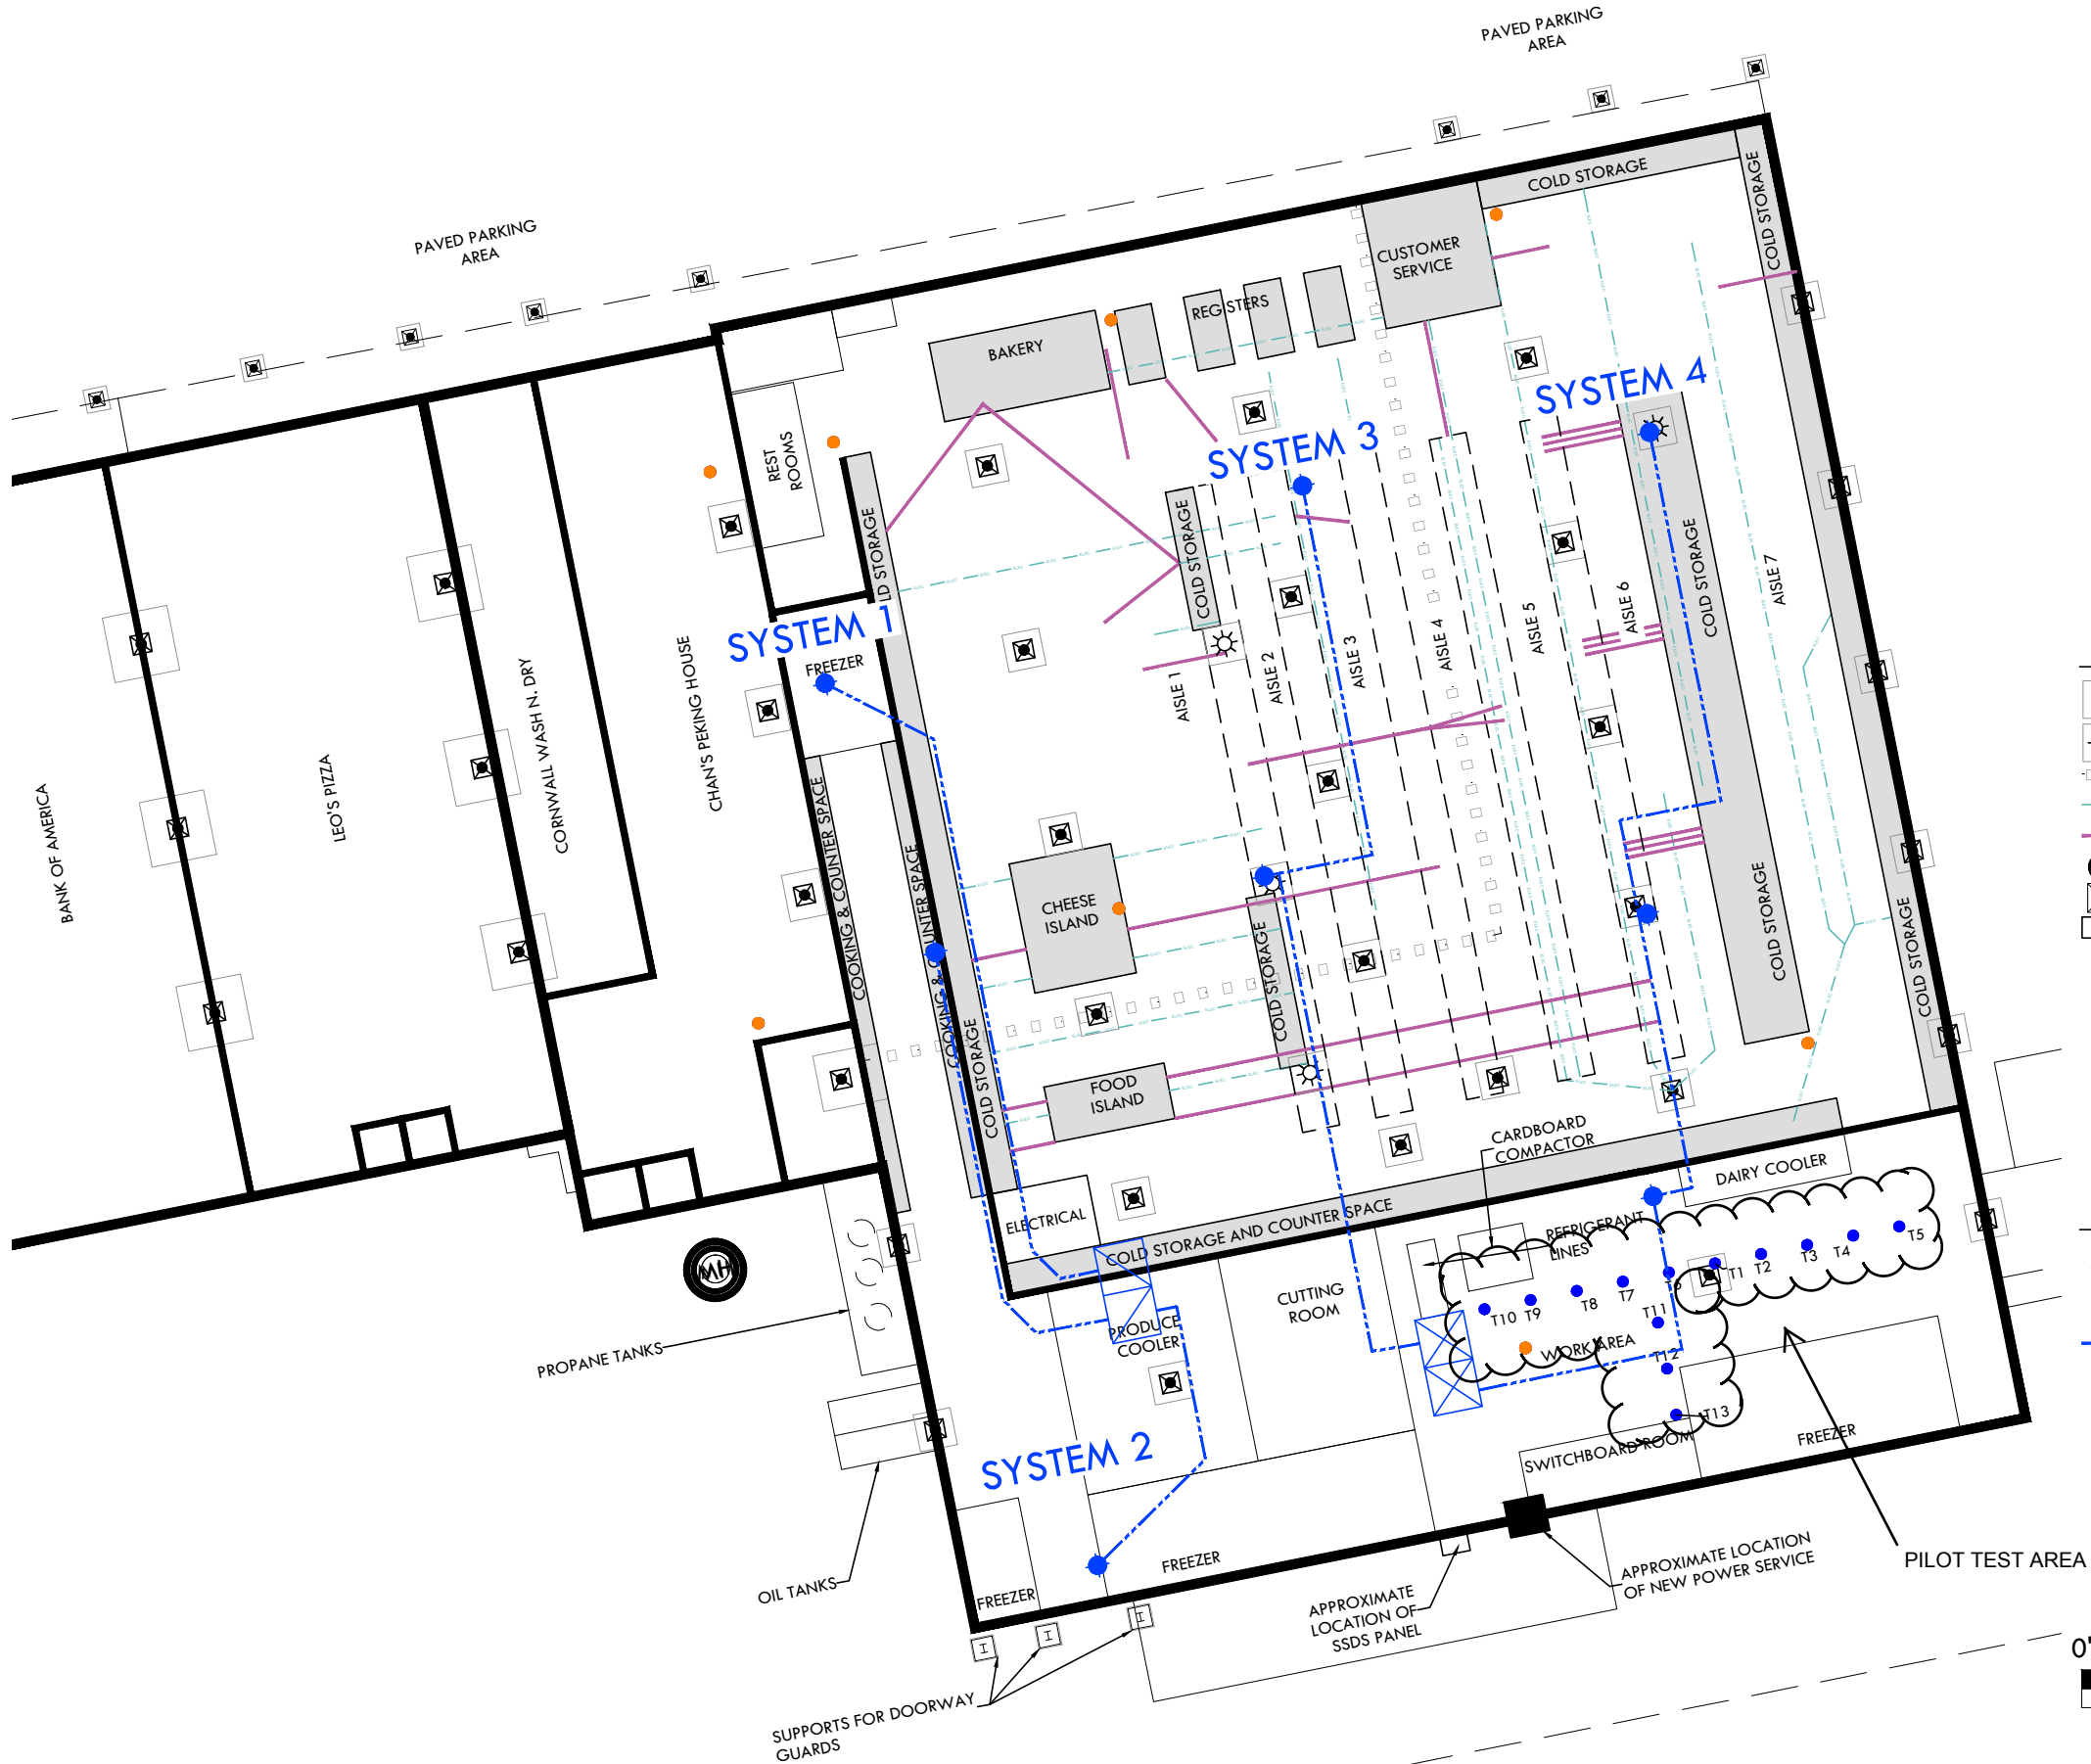 PAVED PARKING
AREA
PAVED PARKING
AREA
COLD STORAGE
COLD STORAGE
CUSTOMER
SERVICE
REGISTERS
BAKERY
REST
ROOMS
SYSTEM 4
SYSTEM 3
SYSTEM 1
FREEZER
COLD STORAGE
COLD STORAGE
AISLE 1
AISLE 2
AISLE 3
AISLE 4
AISLE 5
AISLE 6
COLD STORAGE
AISLE 7
BANK OF AMERICA
LEO'S PIZZA
CORNWALL WASH N. DRY
CHAN'S PEKING HOUSE
COOKING & COUNTER SPACE
COOKING & COUNTER SPACE
COLD STORAGE
CHEESE
ISLAND
COLD STORAGE
COLD STORAGE
COLD STORAGE
FOOD
ISLAND
CARDBOARD
COMPACTOR
DAIRY COOLER
ELECTRICAL
COLD STORAGE AND COUNTER SPACE
REFRIGERANT
LINES
T1
T2
T3
T4
T5
T6
T7
T8
T9
T10
T11
T12
T13
MH
PROPANE TANKS
PRODUCE
COOLER
CUTTING
ROOM
WORK AREA
SWITCHBOARD ROOM
FREEZER
SYSTEM 2
OIL TANKS
FREEZER
FREEZER
APPROXIMATE
LOCATION OF
SSDS PANEL
APPROXIMATE LOCATION
OF NEW POWER SERVICE
PILOT TEST AREA
I
I
I
SUPPORTS FOR DOORWAY
GUARDS
0'